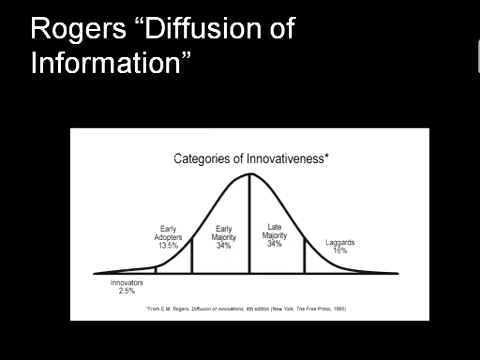 Rogers “Diffusion of
Information”
Categories of Innovativeness*
Early
Adopters
13.5%
Early
Majority
34%
Late
Majority
34%
Laggards
16%
Innovators
2.5%
*From E.M. Rogers, Diffusion of Innovations. 4th edition (New York. The Free Press, 1995)